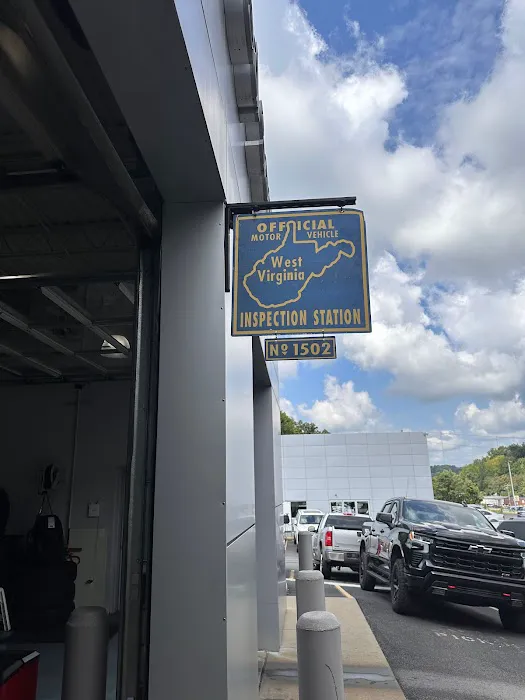 OFFICIAL
MOTOR VEHICLE
West
Virginia
INSPECTION STATION
Nº 1502